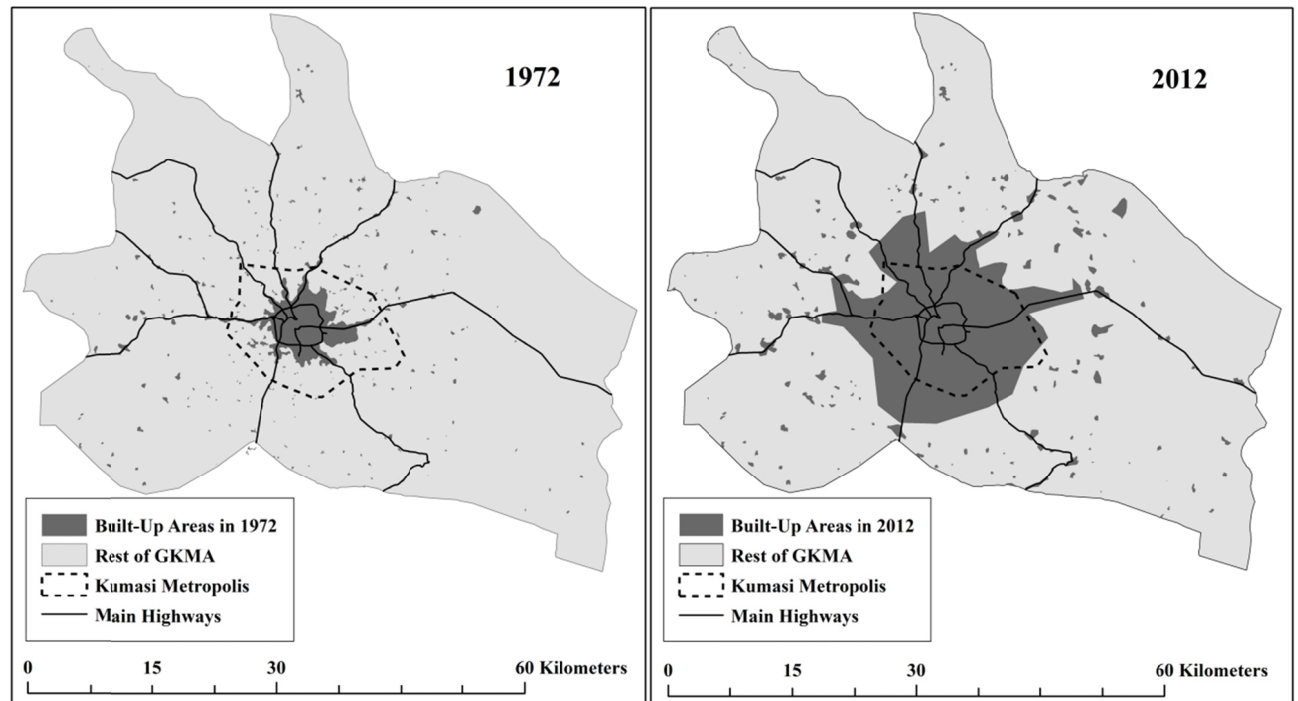 1972
Built-Up Areas in 1972
Rest of GKMA
Kumasi Metropolis
Main Highways
0 15 30 60 Kilometers
2012
Built-Up Areas in 2012
Rest of GKMA
Kumasi Metropolis
Main Highways
0 15 30 60 Kilometers